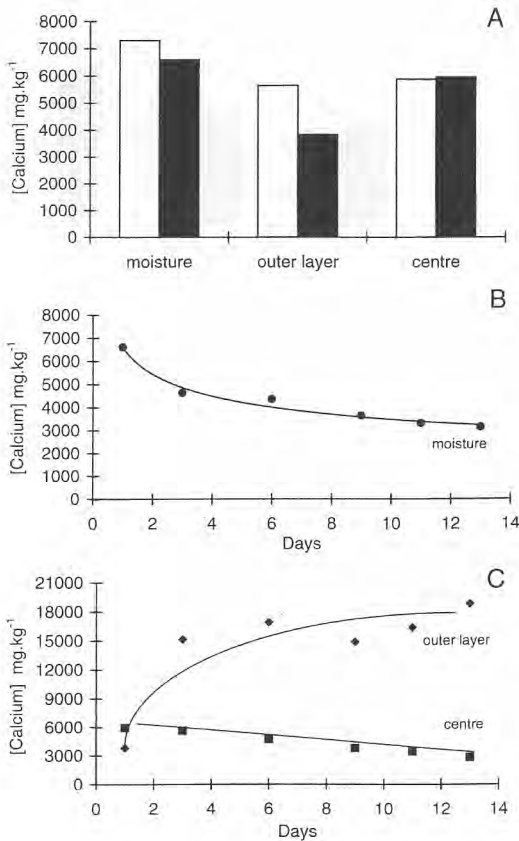 A
[Calcium] mg.kg⁻¹
8000
7000
6000
5000
4000
3000
2000
1000
0
moisture outer layer centre
B
[Calcium] mg.kg⁻¹
8000
7000
6000
5000
4000
3000
2000
1000
0
moisture
0 2 4 6 8 10 12 14
Days
C
[Calcium] mg.kg⁻¹
21000
18000
15000
12000
9000
6000
3000
0
outer layer
centre
0 2 4 6 8 10 12 14
Days